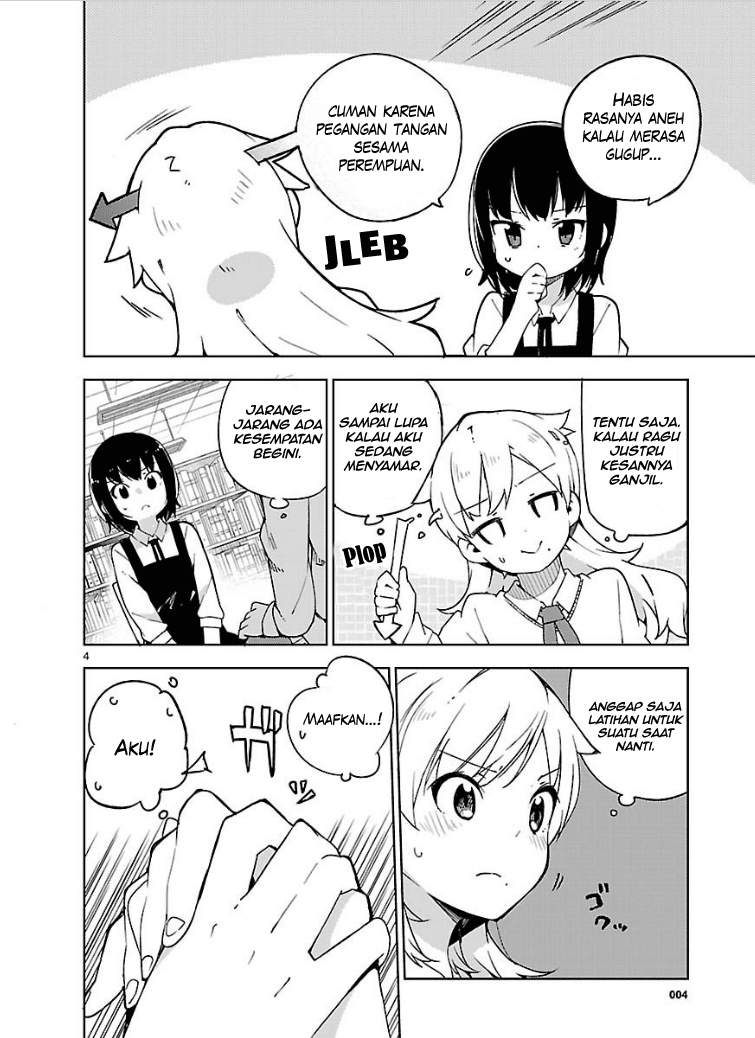 HABIS
RASANYA ANEH
KALAU MERASA
GUGUP...
CUMAN KARENA
PEGANGAN TANGAN
SESAMA
PEREMPUAN.
JLEB
TENTU SAJA.
KALAU RAGU
JUSTRU
KESANNYA
GANJIL.
AKU
SAMPAI LUPA
KALAU AKU
SEDANG
MENYAMAR.
Plop
JARANG-
JARANG ADA
KESEMPATAN
BEGINI.
4
ANGGAP SAJA
LATIHAN UNTUK
SUATU SAAT
NANTI.
ゴクッ
MAAFKAN...!
ギ
AKU!
004